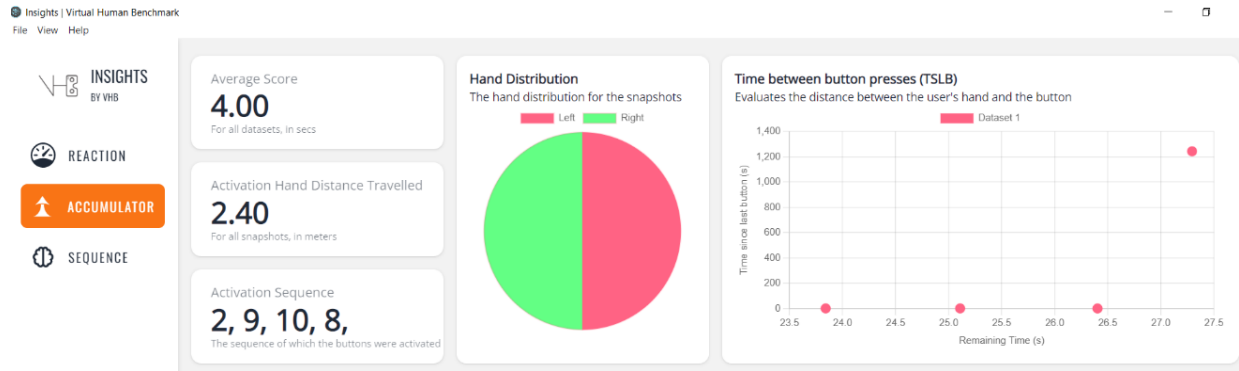 Insights | Virtual Human Benchmark
File View Help
INSIGHTS
BY VHB
REACTION
ACCUMULATOR
SEQUENCE
Average Score
4.00
For all datasets, in secs
Activation Hand Distance Travelled
2.40
For all snapshots, in meters
Activation Sequence
2, 9, 10, 8,
The sequence of which the buttons were activated
Hand Distribution
The hand distribution for the snapshots
Left Right
Time between button presses (TSLB)
Evaluates the distance between the user's hand and the button
Dataset 1
Time since last button (s)
1,400
1,200
1,000
800
600
400
200
0
23.5 24.0 24.5 25.0 25.5 26.0 26.5 27.0 27.5
Remaining Time (s)